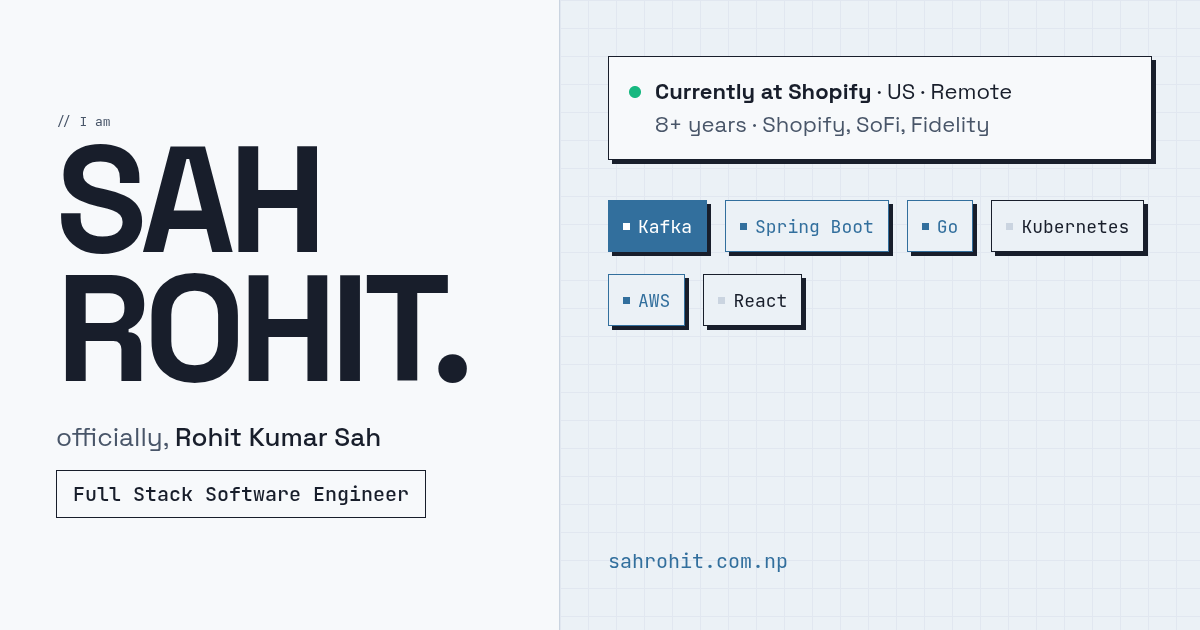 // I am
SAH
ROHIT.
officially, Rohit Kumar Sah
Full Stack Software Engineer
Currently at Shopify · US · Remote
8+ years · Shopify, SoFi, Fidelity
Kafka Spring Boot Go Kubernetes
AWS React
sahrohit.com.np